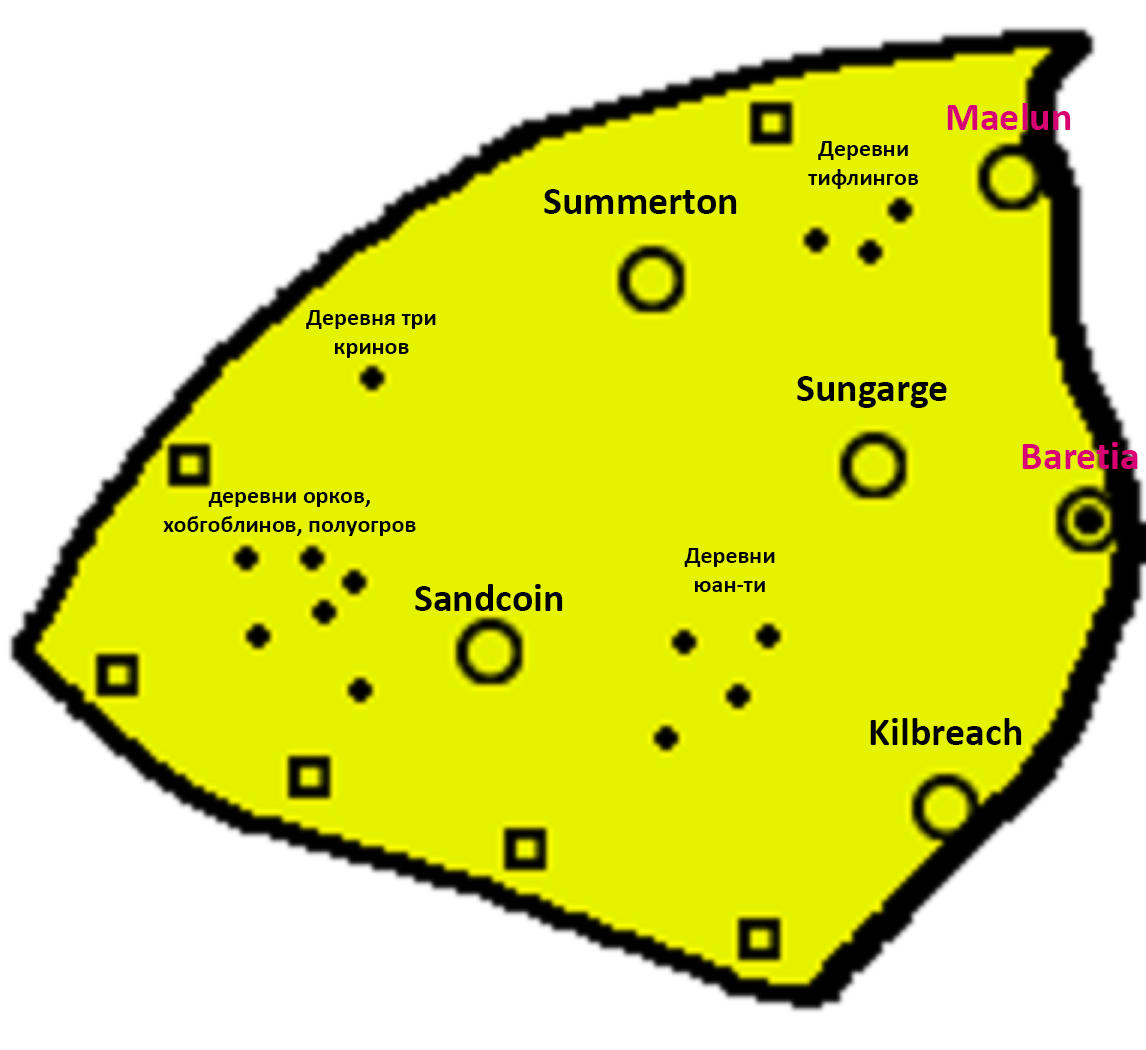 Maelun
Деревни
тифлингов
Summerton
Деревня три
кринов
Sungarge
Baretia
деревни орков,
хобгоблинов, полуогров
Деревни
юан-ти
Sandcoin
Kilbreach